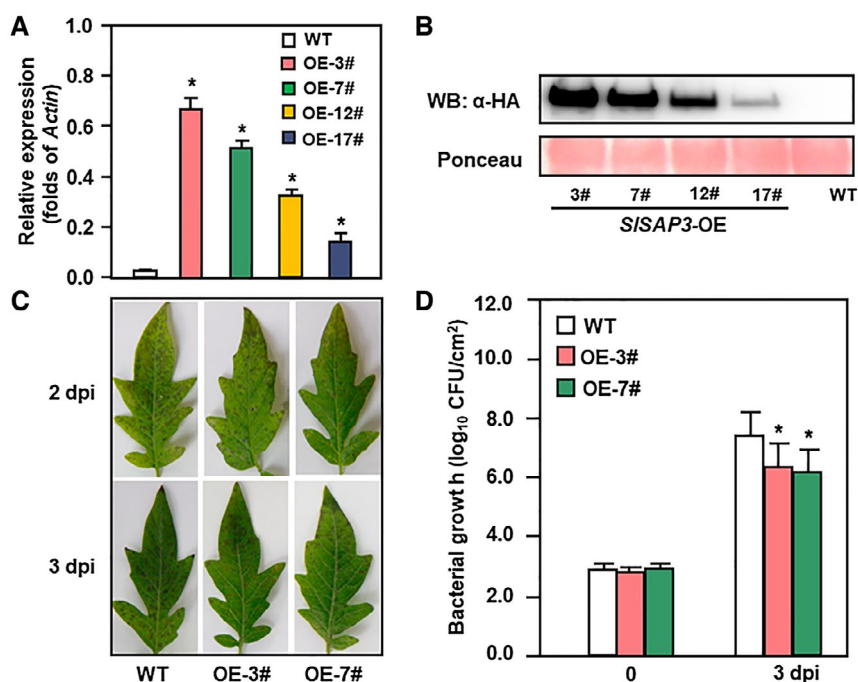 A
Relative expression
(folds of Actin)
1.0
0.8
0.6
0.4
0.2
0.0
WT
OE-3#
OE-7#
OE-12#
OE-17#
*
*
*
*
B
WB: α-HA
Ponceau
3# 7# 12# 17# WT
SlSAP3-OE
C
2 dpi
3 dpi
WT OE-3# OE-7#
D
Bacterial growt h (log10 CFU/cm2)
12.0
10.0
8.0
6.0
4.0
2.0
0.0
WT
OE-3#
OE-7#
* *
0 3 dpi